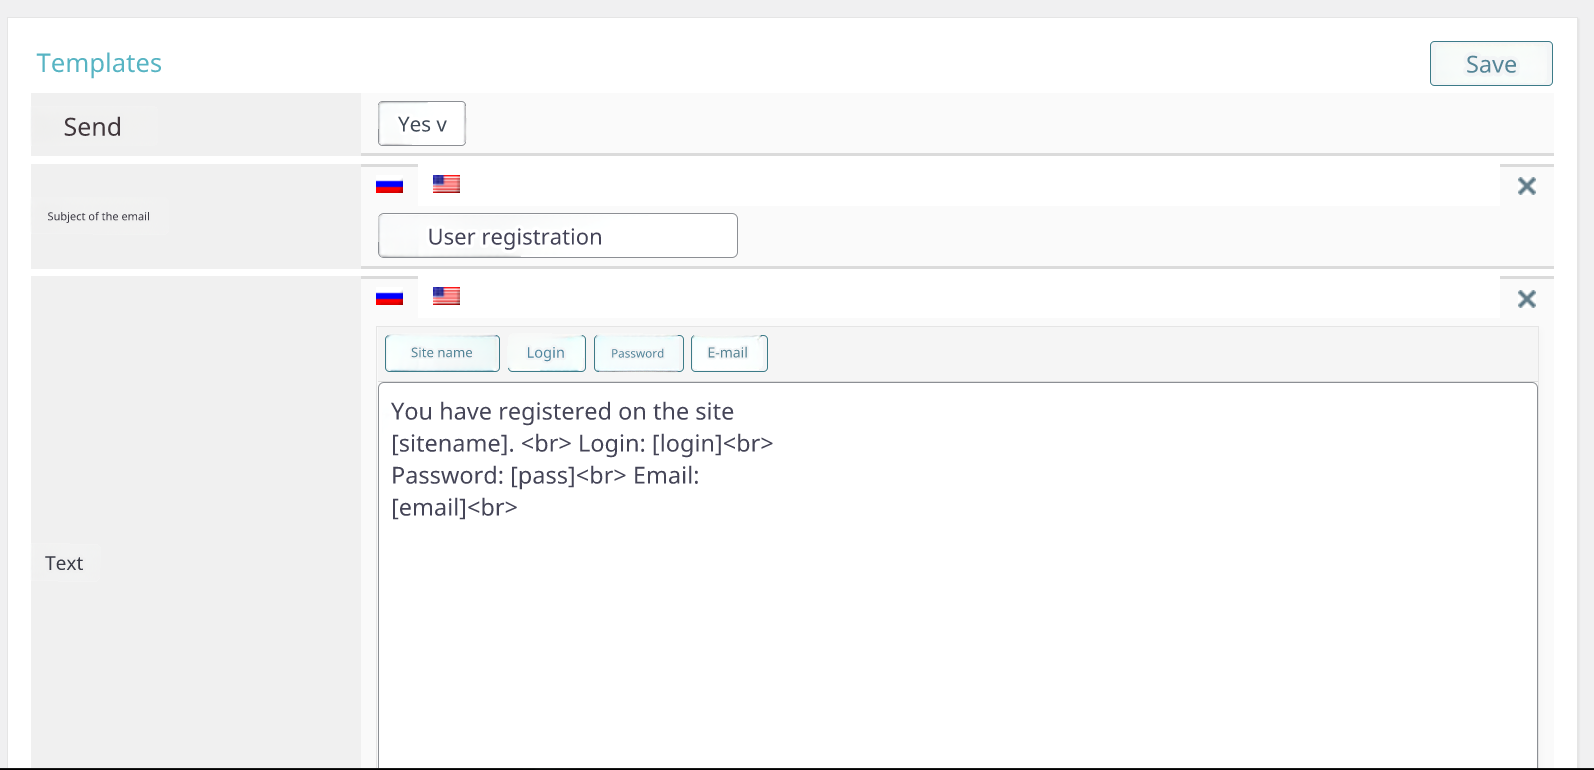 Templates
Save
Send
Yes v
Subject of the email
User registration
Site name
Login
Password
E-mail
You have registered on the site
[sitename]. <br> Login: [login]<br>
Password: [pass]<br> Email:
[email]<br>
Text